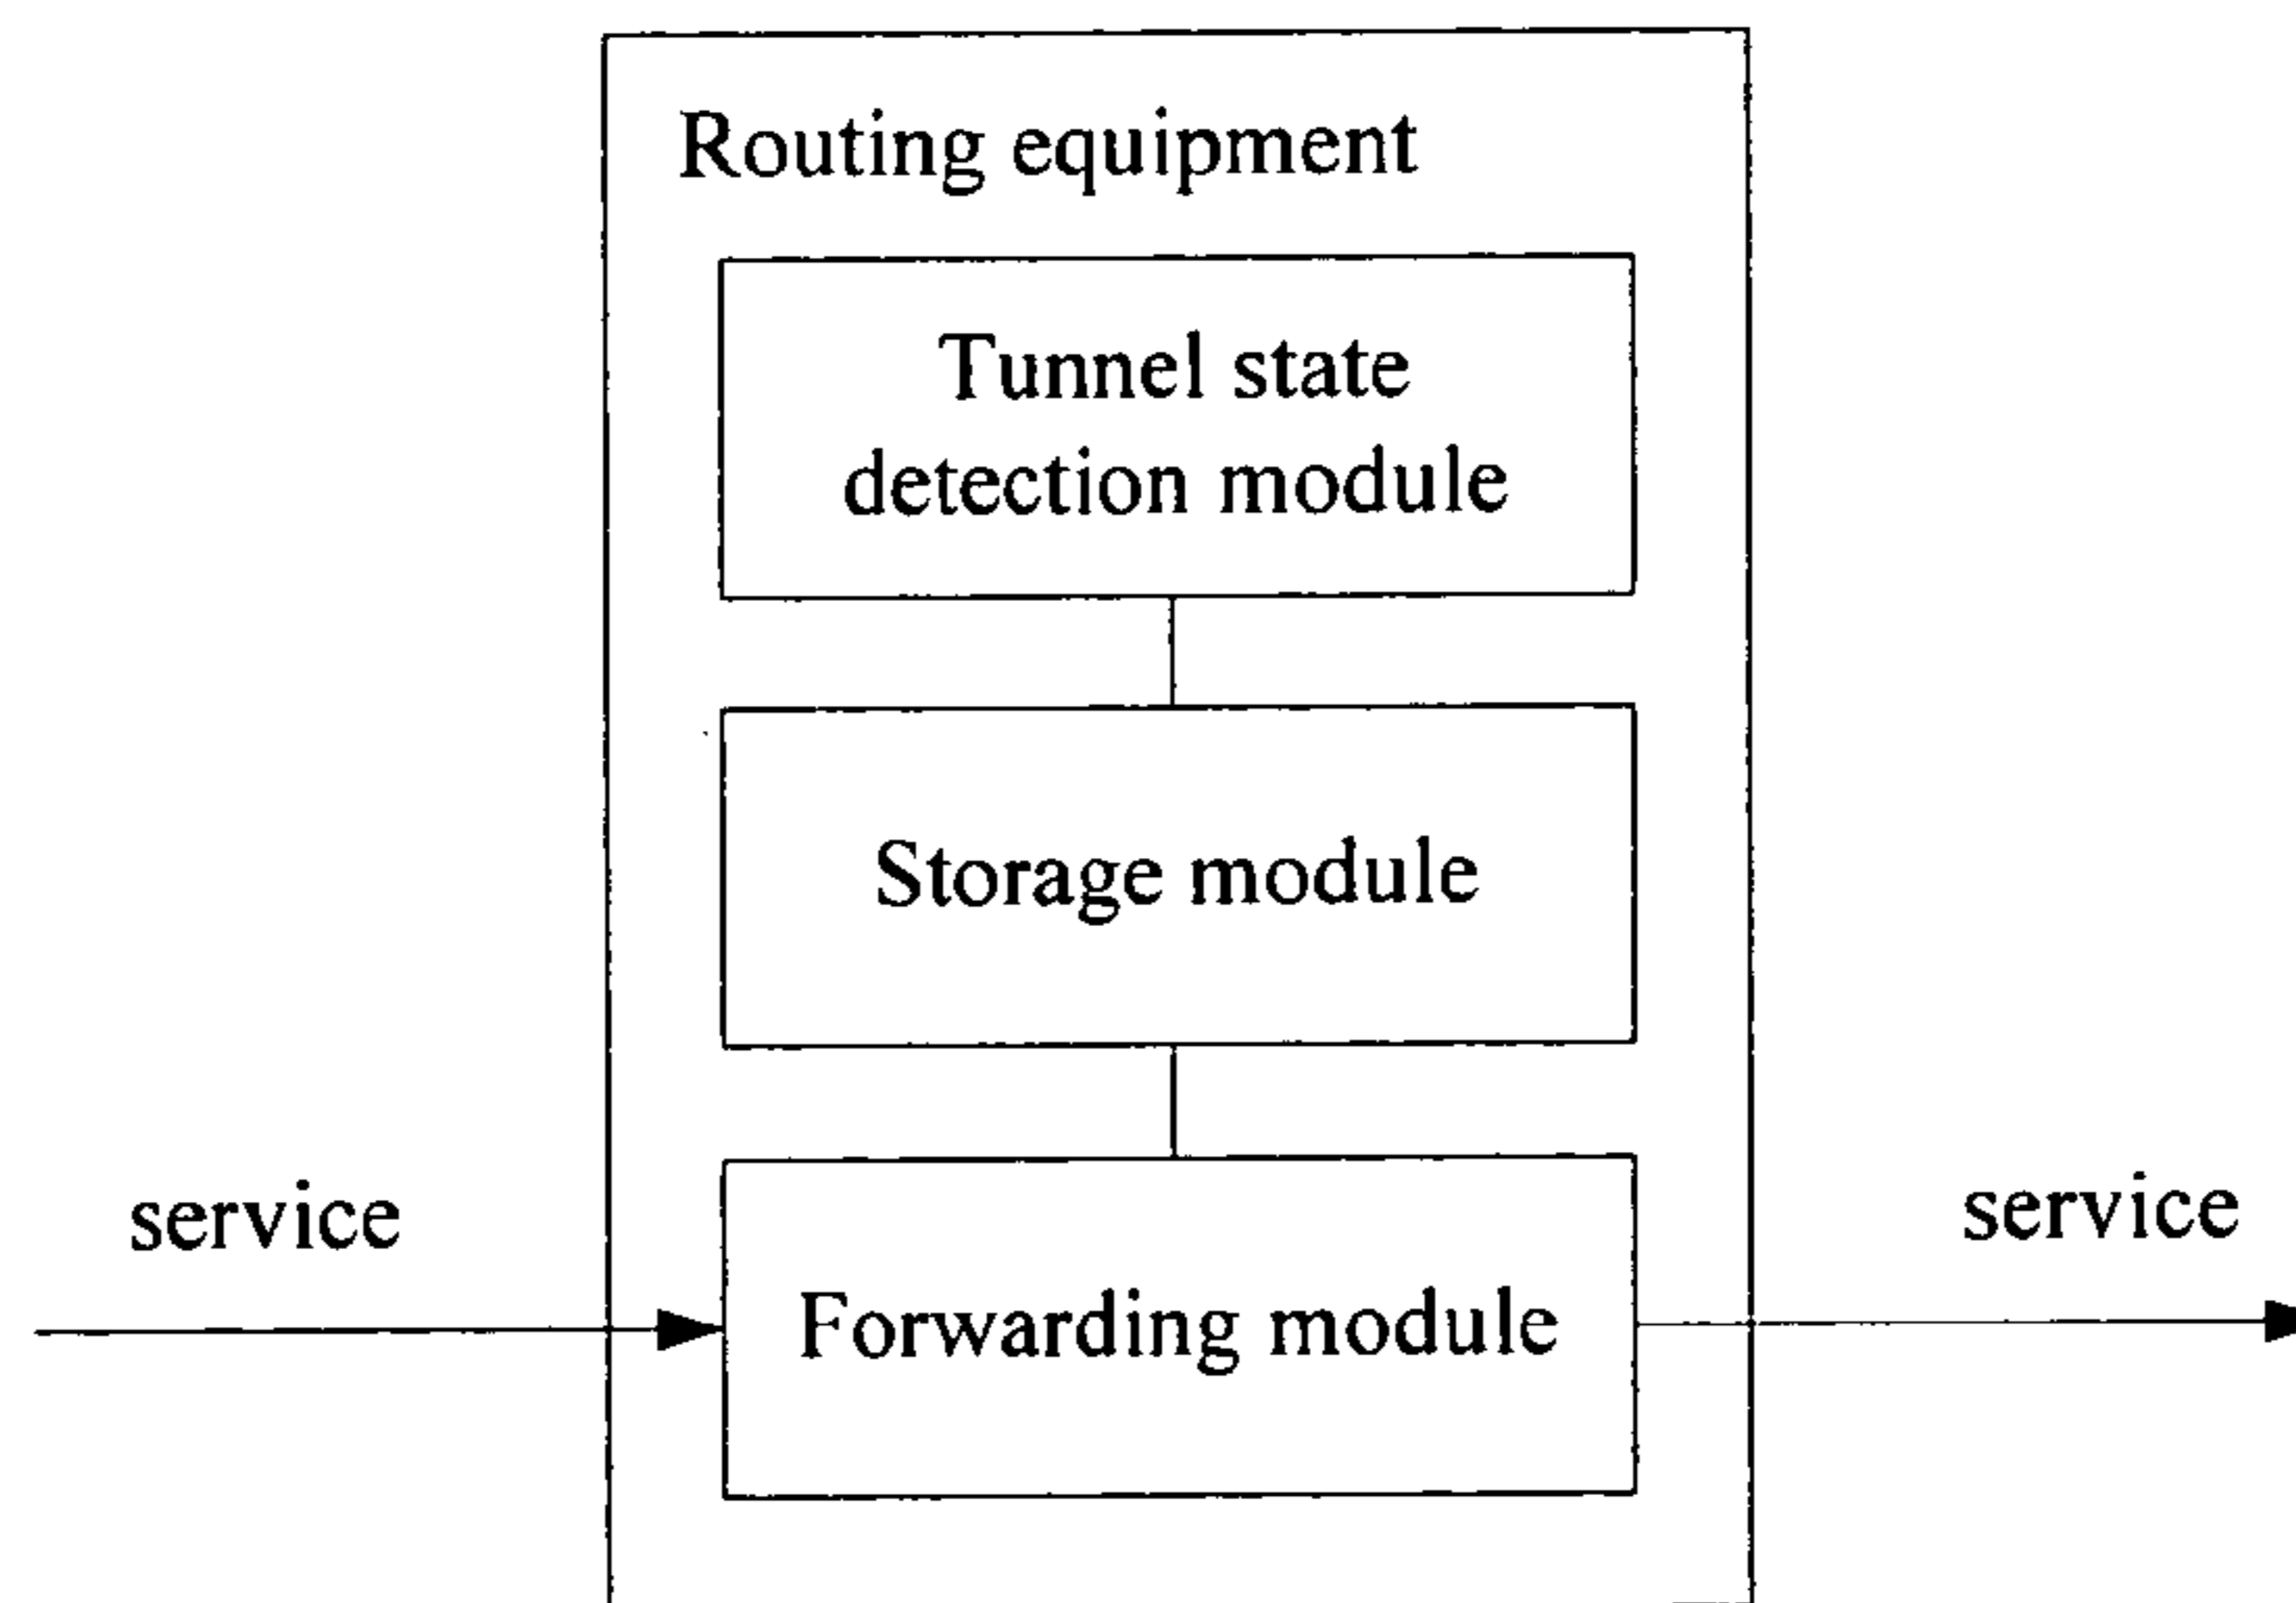 Routing equipment
Tunnel state
detection module
Storage module
service
Forwarding module
service